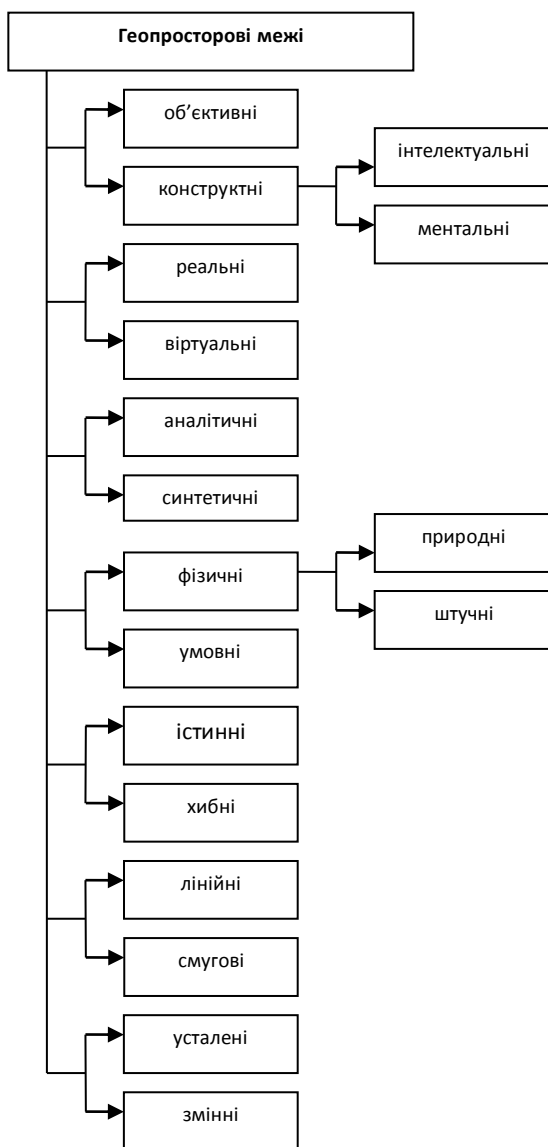 Геопросторові межі
об’єктивні
конструктні
інтелектуальні
ментальні
реальні
віртуальні
аналітичні
синтетичні
фізичні
природні
штучні
умовні
істинні
хибні
лінійні
смугові
усталені
змінні